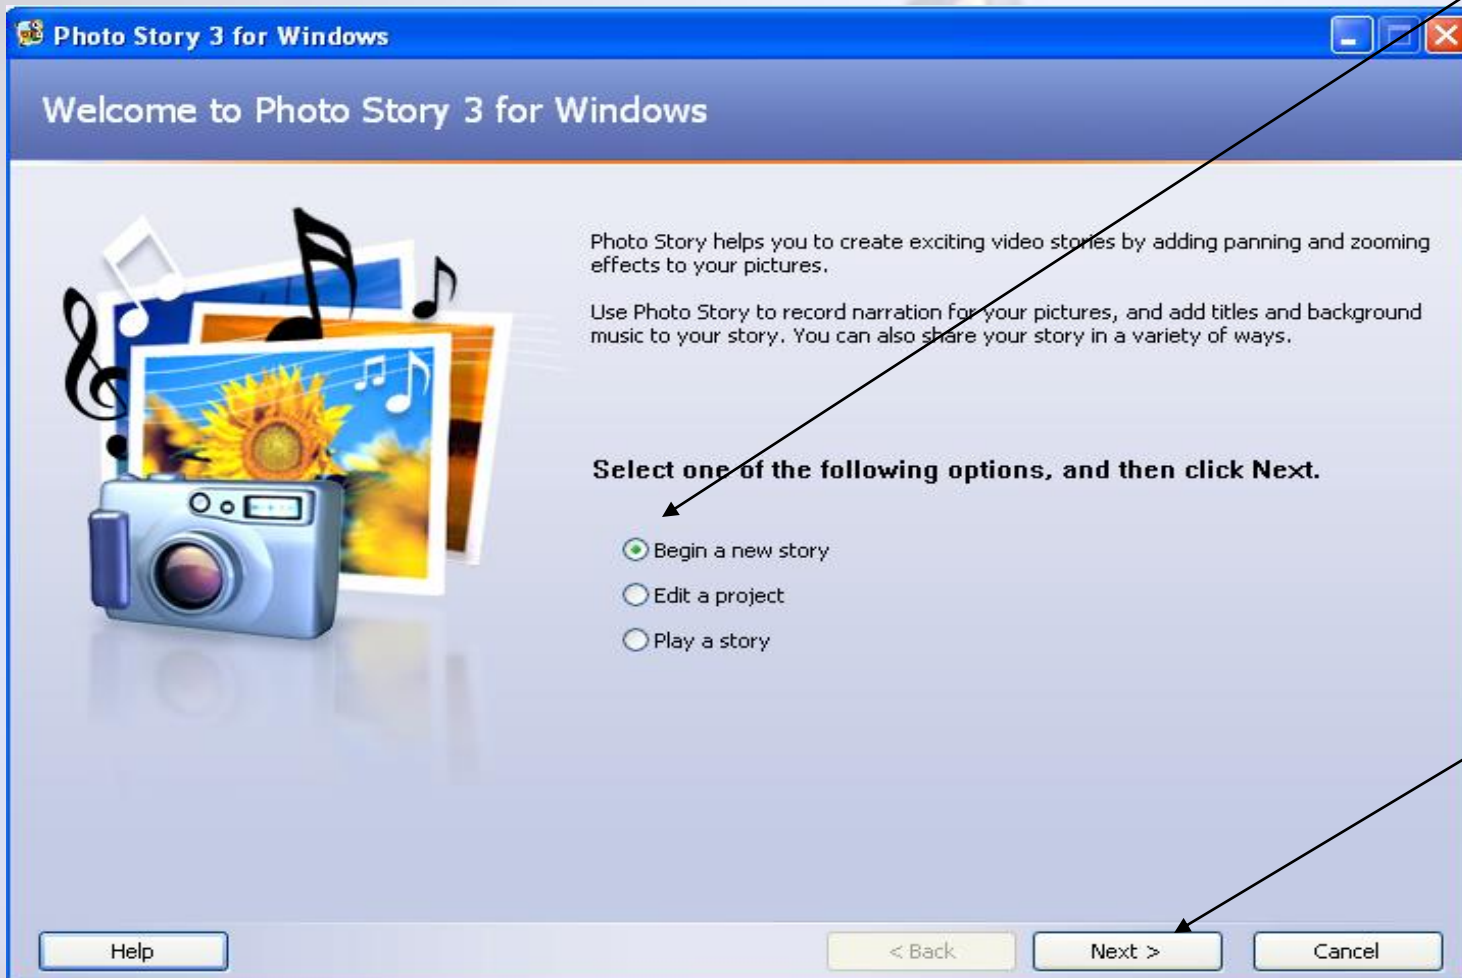 Photo Story 3 for Windows
Welcome to Photo Story 3 for Windows
Photo Story helps you to create exciting video stories by adding panning and zooming
effects to your pictures.
Use Photo Story to record narration for your pictures, and add titles and background
music to your story. You can also share your story in a variety of ways.
Select one of the following options, and then click Next.
Begin a new story
Edit a project
Play a story
Help
< Back
Next >
Cancel